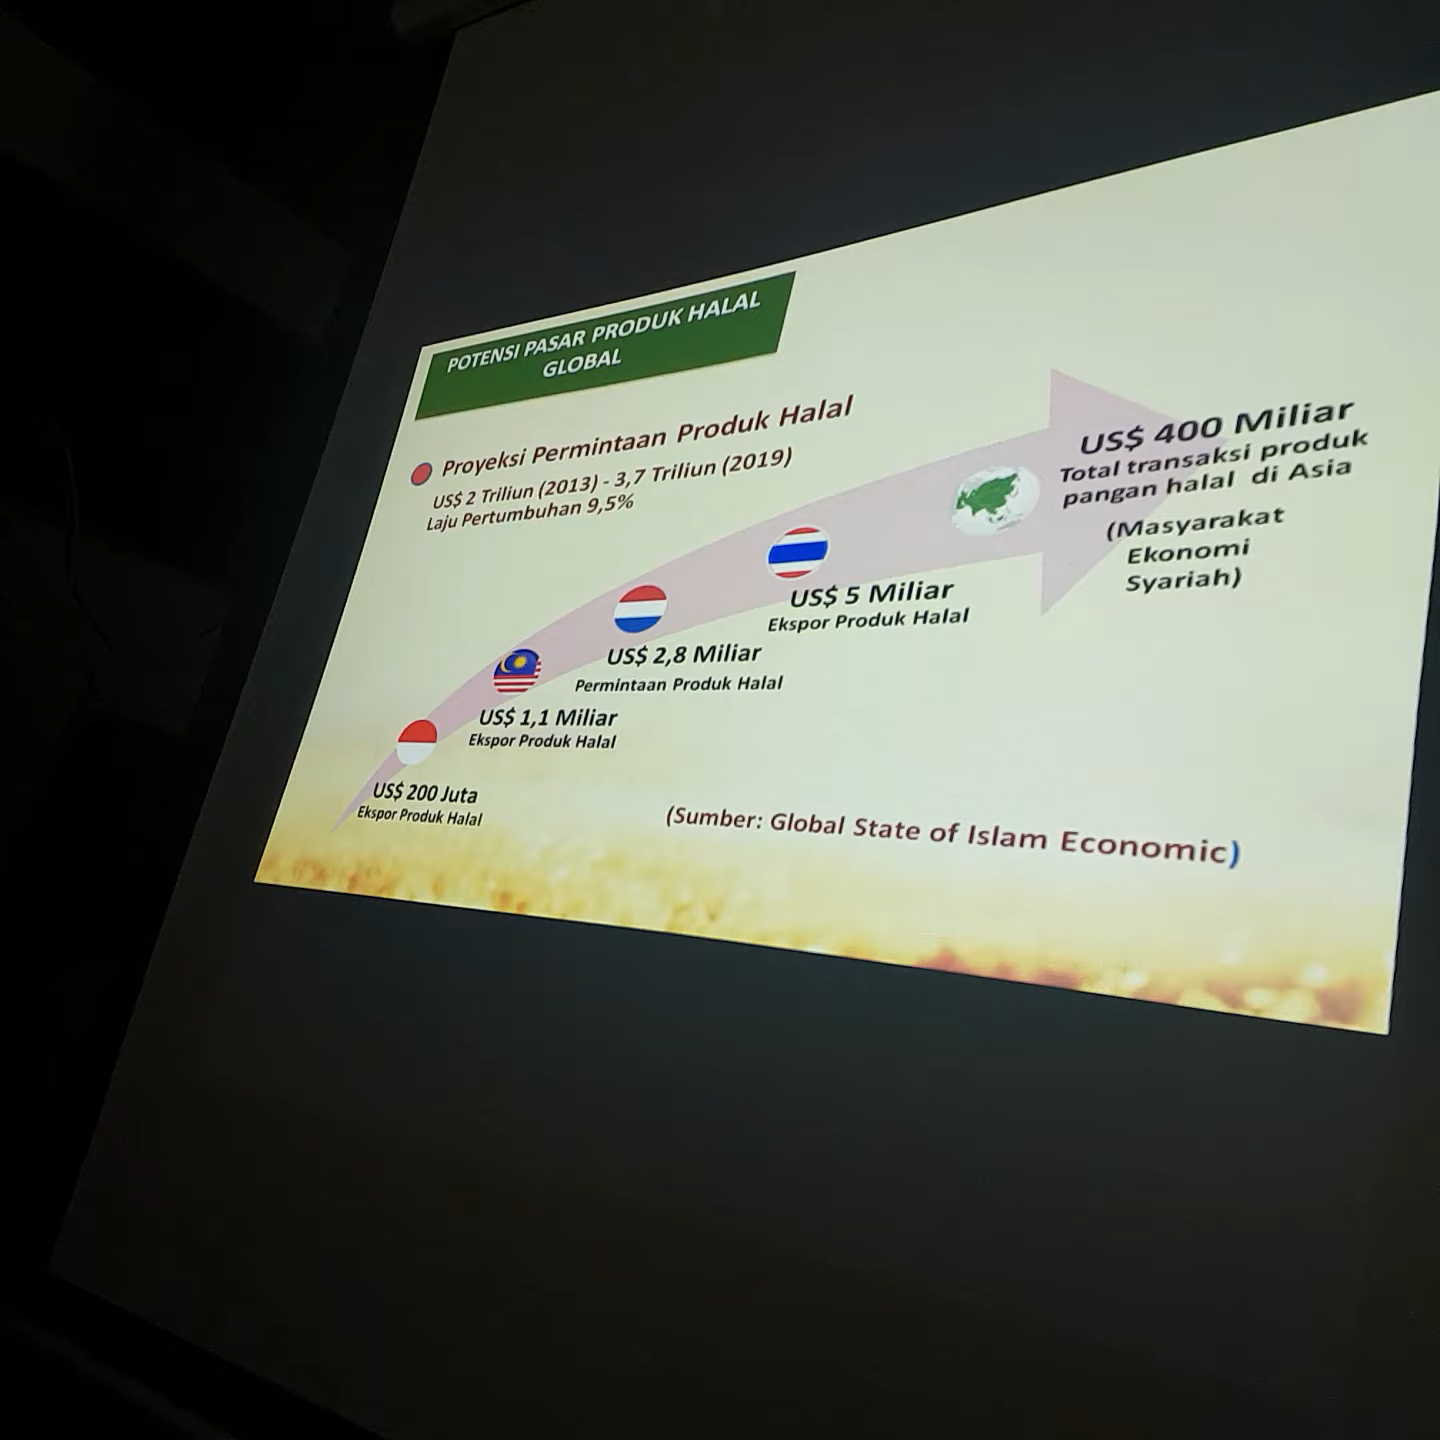 POTENSI PASAR PRODUK HALAL
GLOBAL
Proyeksi Permintaan Produk Halal
US$ 2 Triliun (2013) - 3,7 Triliun (2019)
Laju Pertumbuhan 9,5%
US$ 400 Miliar
Total transaksi produk
pangan halal di Asia
(Masyarakat
Ekonomi
Syariah)
US$ 5 Miliar
Ekspor Produk Halal
US$ 2,8 Miliar
Permintaan Produk Halal
US$ 1,1 Miliar
Ekspor Produk Halal
US$ 200 Juta
Ekspor Produk Halal
(Sumber: Global State of Islam Economic)